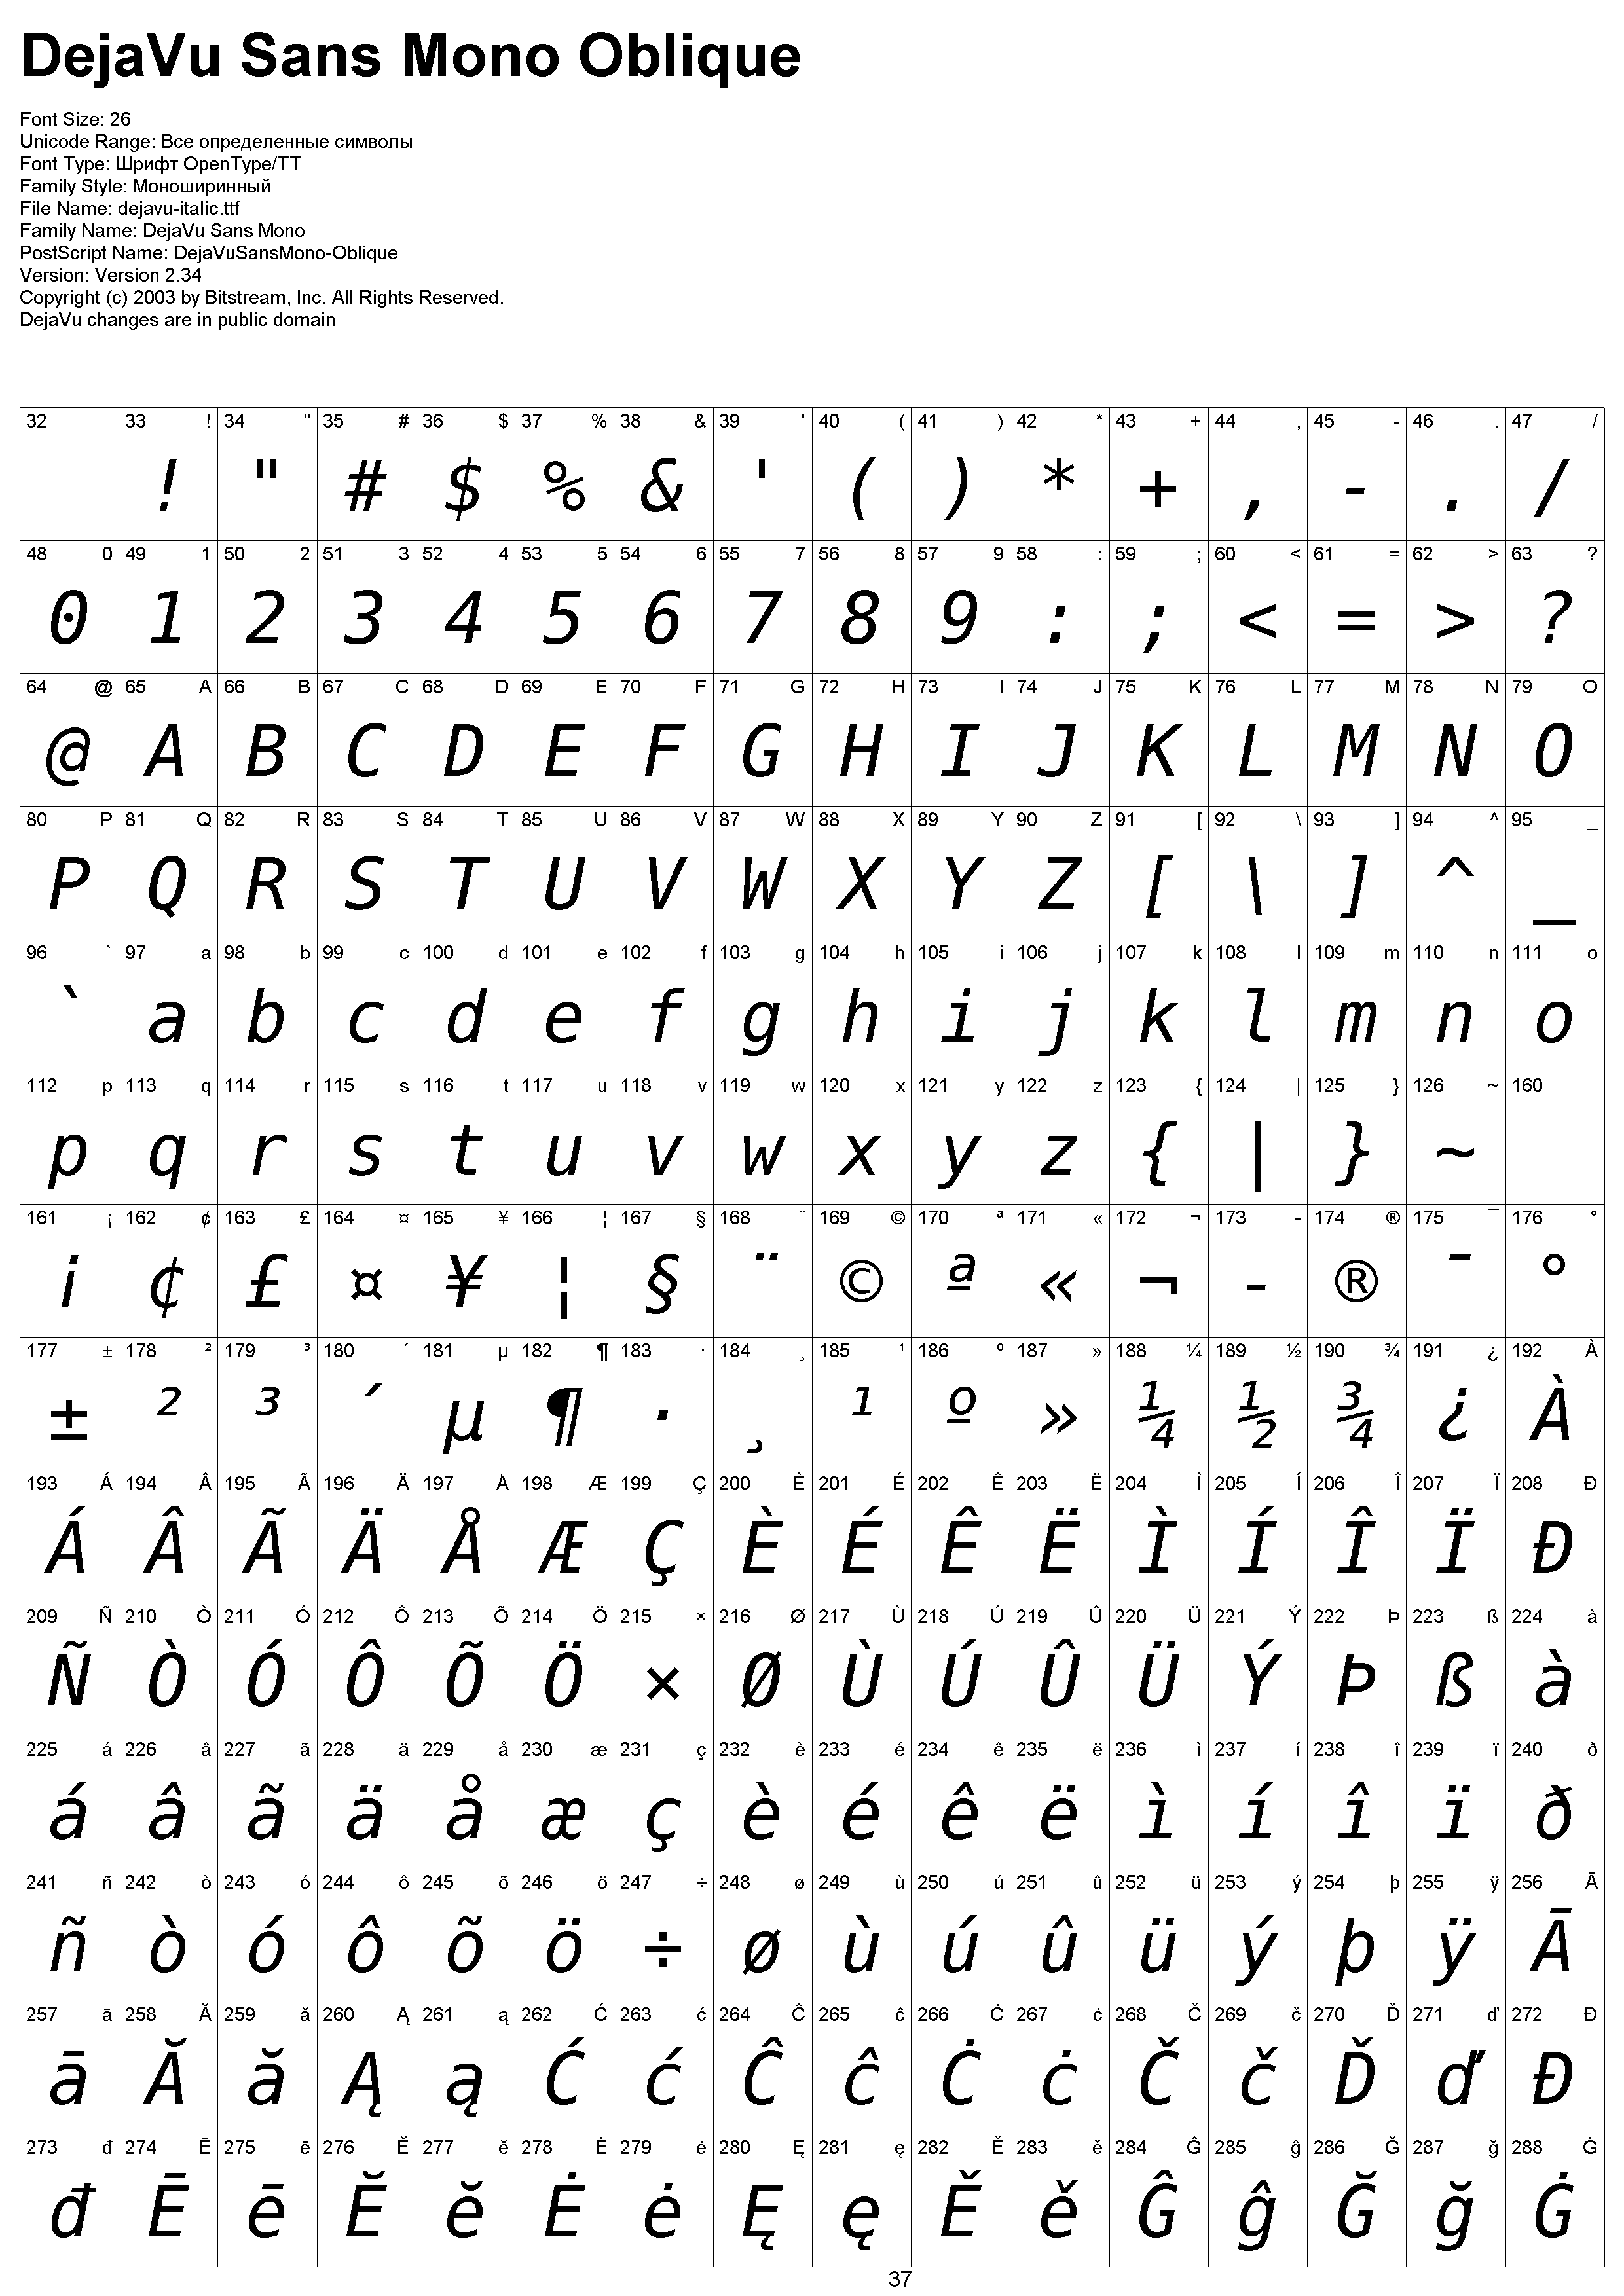 DejaVu Sans Mono Oblique
Font Size: 26
Unicode Range: Все определенные символы
Font Type: Шрифт OpenType/TT
Family Style: Моноширинный
File Name: dejavu-italic.ttf
Family Name: DejaVu Sans Mono
PostScript Name: DejaVuSansMono-Oblique
Version: Version 2.34
Copyright (c) 2003 by Bitstream, Inc. All Rights Reserved.
DejaVu changes are in public domain
32 33 ! 34 " 35 # 36 $ 37 % 38 & 39 ' 40 ( 41 ) 42 * 43 + 44 , 45 - 46 . 47 /
! " # $ % & ' ( ) * + , - . /
48 0 49 1 50 2 51 3 52 4 53 5 54 6 55 7 56 8 57 9 58 : 59 ; 60 < 61 = 62 > 63 ?
0 1 2 3 4 5 6 7 8 9 : ; < = > ?
64 @ 65 A 66 B 67 C 68 D 69 E 70 F 71 G 72 H 73 I 74 J 75 K 76 L 77 M 78 N 79 O
@ A B C D E F G H I J K L M N O
80 P 81 Q 82 R 83 S 84 T 85 U 86 V 87 W 88 X 89 Y 90 Z 91 [ 92 \ 93 ] 94 ^ 95 _
P Q R S T U V W X Y Z [ \ ] ^ _
96 ` 97 a 98 b 99 c 100 d 101 e 102 f 103 g 104 h 105 i 106 j 107 k 108 l 109 m 110 n 111 o
` a b c d e f g h i j k l m n o
112 p 113 q 114 r 115 s 116 t 117 u 118 v 119 w 120 x 121 y 122 z 123 { 124 | 125 } 126 ~ 160
p q r s t u v w x y z { | } ~
161 ¡ 162 ¢ 163 £ 164 ¤ 165 ¥ 166 ¦ 167 § 168 ¨ 169 © 170 ª 171 « 172 ¬ 173 - 174 ® 175 ¯ 176 °
¡ ¢ £ ¤ ¥ ¦ § ¨ © ª « ¬ - ® ¯ °
177 ± 178 ² 179 ³ 180 ´ 181 µ 182 ¶ 183 · 184 ¸ 185 ¹ 186 º 187 » 188 ¼ 189 ½ 190 ¾ 191 ¿ 192 À
± ² ³ ´ µ ¶ · ¸ ¹ º » ¼ ½ ¾ ¿ À
193 Á 194 Â 195 Ã 196 Ä 197 Å 198 Æ 199 Ç 200 È 201 É 202 Ê 203 Ë 204 Ì 205 Í 206 Î 207 Ï 208 Ð
Á Â Ã Ä Å Æ Ç È É Ê Ë Ì Í Î Ï Ð
209 Ñ 210 Ò 211 Ó 212 Ô 213 Õ 214 Ö 215 × 216 Ø 217 Ù 218 Ú 219 Û 220 Ü 221 Ý 222 Þ 223 ß 224 à
Ñ Ò Ó Ô Õ Ö × Ø Ù Ú Û Ü Ý Þ ß à
225 á 226 â 227 ã 228 ä 229 å 230 æ 231 ç 232 è 233 é 234 ê 235 ë 236 ì 237 í 238 î 239 ï 240 ð
á â ã ä å æ ç è é ê ë ì í î ï ð
241 ñ 242 ò 243 ó 244 ô 245 õ 246 ö 247 ÷ 248 ø 249 ù 250 ú 251 û 252 ü 253 ý 254 þ 255 ÿ 256 Ā
ñ ò ó ô õ ö ÷ ø ù ú û ü ý þ ÿ Ā
257 ā 258 Ă 259 ă 260 Ą 261 ą 262 Ć 263 ć 264 Ĉ 265 ĉ 266 Ċ 267 ċ 268 Č 269 č 270 Ď 271 ď 272 Đ
ā Ă ă Ą ą Ć ć Ĉ ĉ Ċ ċ Č č Ď ď Đ
273 đ 274 Ē 275 ē 276 Ĕ 277 ĕ 278 Ė 279 ė 280 Ę 281 ę 282 Ě 283 ě 284 Ĝ 285 ĝ 286 Ğ 287 ğ 288 Ġ
đ Ē ē Ĕ ĕ Ė ė Ę ę Ě ě Ĝ ĝ Ğ ğ Ġ
37